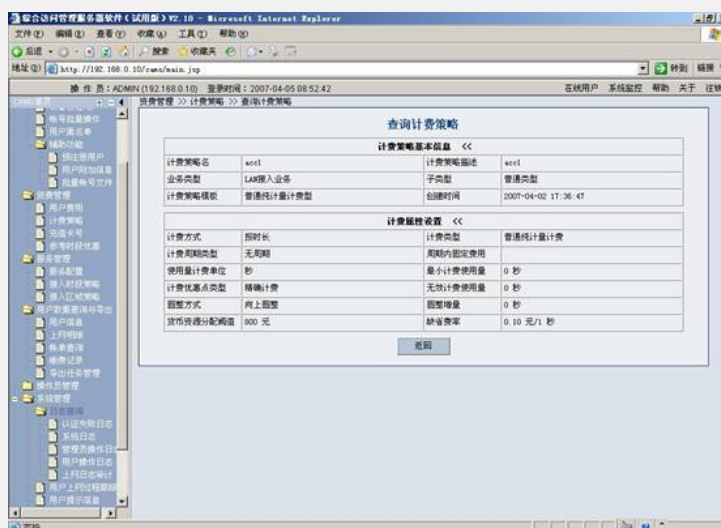 综合访问管理服务器软件(试用版)V2.10 - Microsoft Internet Explorer
文件(F) 编辑(E) 查看(V) 收藏(A) 工具(T) 帮助(H)
后退 搜索 收藏夹
地址(D) http://192.168.0.10/cams/main.jsp 转到 链接
操 作 员:ADMIN(192.168.0.10) 登录时间:2007-04-05 08:52:42 在线用户 系统监控 帮助 关于 注销
资费管理 >> 计费策略 >> 查询计费策略
帐号批量操作
用户黑名单
辅助功能
预注册用户
用户附加信息
批量帐号文件
资费管理
用户费用
计费策略
充值卡号
参考时段优惠
服务管理
服务配置
接入时段策略
接入区域策略
用户数据查询与导出
用户信息
上网明细
帐单查询
缴费记录
导出任务管理
操作员管理
系统管理
日志查询
认证失败日志
系统日志
管理员操作日
用户操作日志
上网日志审计
用户上网过程跟踪
用户提示信息
查询计费策略
计费策略基本信息 <<
计费策略名 acc1 计费策略描述 acc1
业务类型 LAN接入业务 子类型 普通类型
计费策略模板 普通纯计量计费型 创建时间 2007-04-02 17:36:47
计费属性设置 <<
计费方式 按时长 计费类型 普通纯计量计费
计费周期类型 无周期 周期内固定费用
使用量计费单位 秒 最小计费使用量 0 秒
计费优惠点类型 精确计费 无效计费使用量 0 秒
圆整方式 向上圆整 圆整增量 0 秒
货币资源分配阈值 800 元 缺省费率 0.10 元/1 秒
返回
完毕